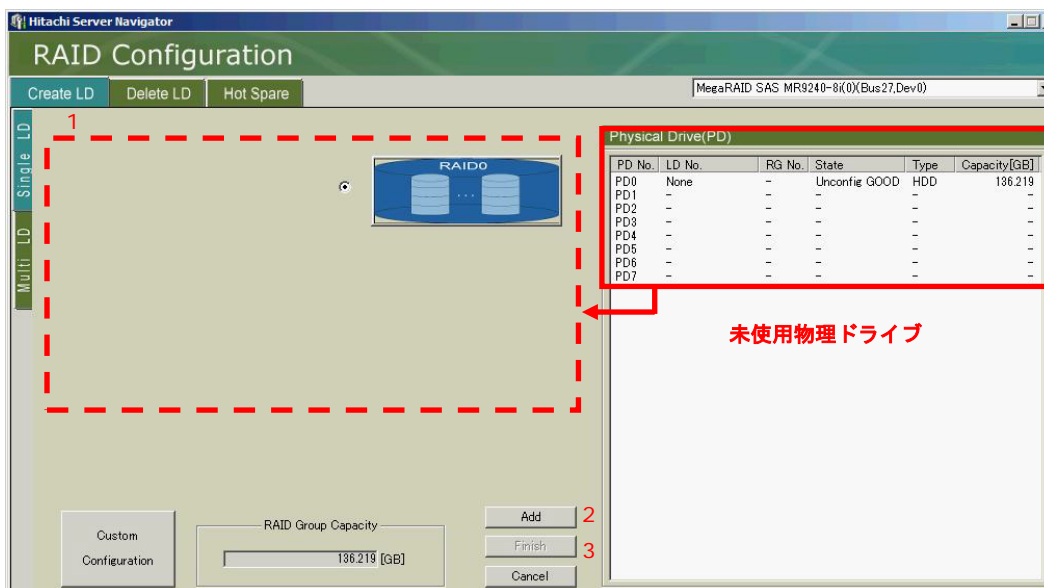 Hitachi Server Navigator
RAID Configuration
Create LD Delete LD Hot Spare
MegaRAID SAS MR9240-8i(0)(Bus27,Dev0)
Single LD
Multi LD
1
RAID0
...
Physical Drive(PD)
PD No. LD No. RG No. State Type Capacity[GB]
PD0 None - Unconfig GOOD HDD 136.219
PD1 - - - - -
PD2 - - - - -
PD3 - - - - -
PD4 - - - - -
PD5 - - - - -
PD6 - - - - -
PD7 - - - - -
未使用物理ドライブ
Custom
Configuration
RAID Group Capacity
136.219 [GB]
Add 2
Finish 3
Cancel